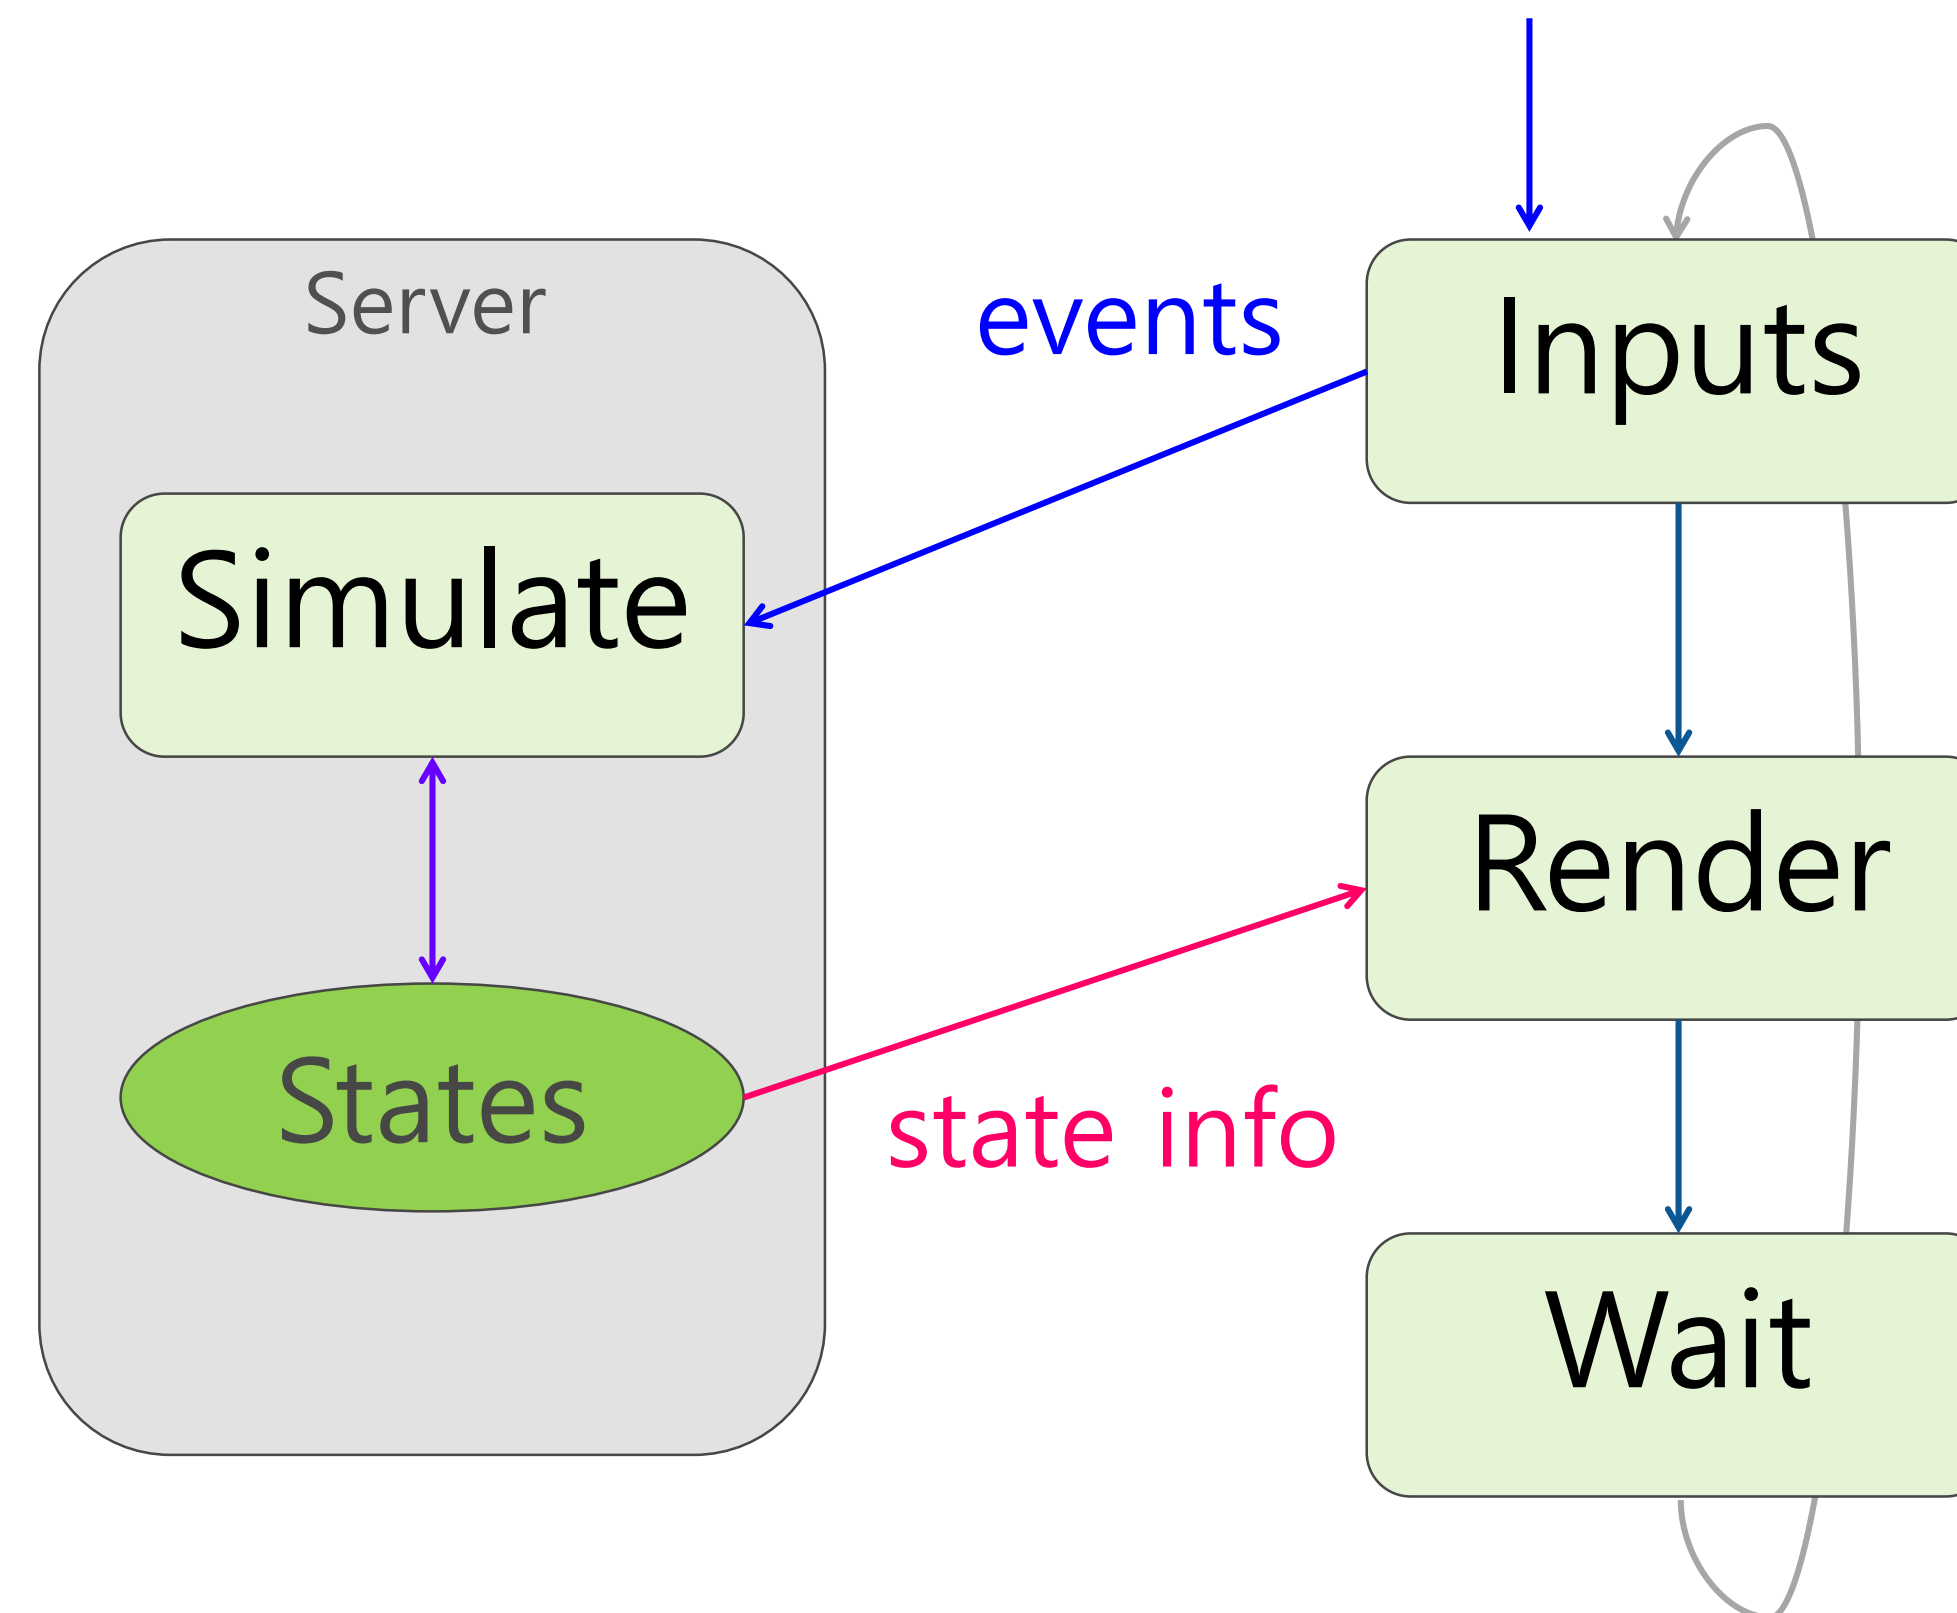 Server
events
Inputs
Simulate
Render
States
state info
Wait